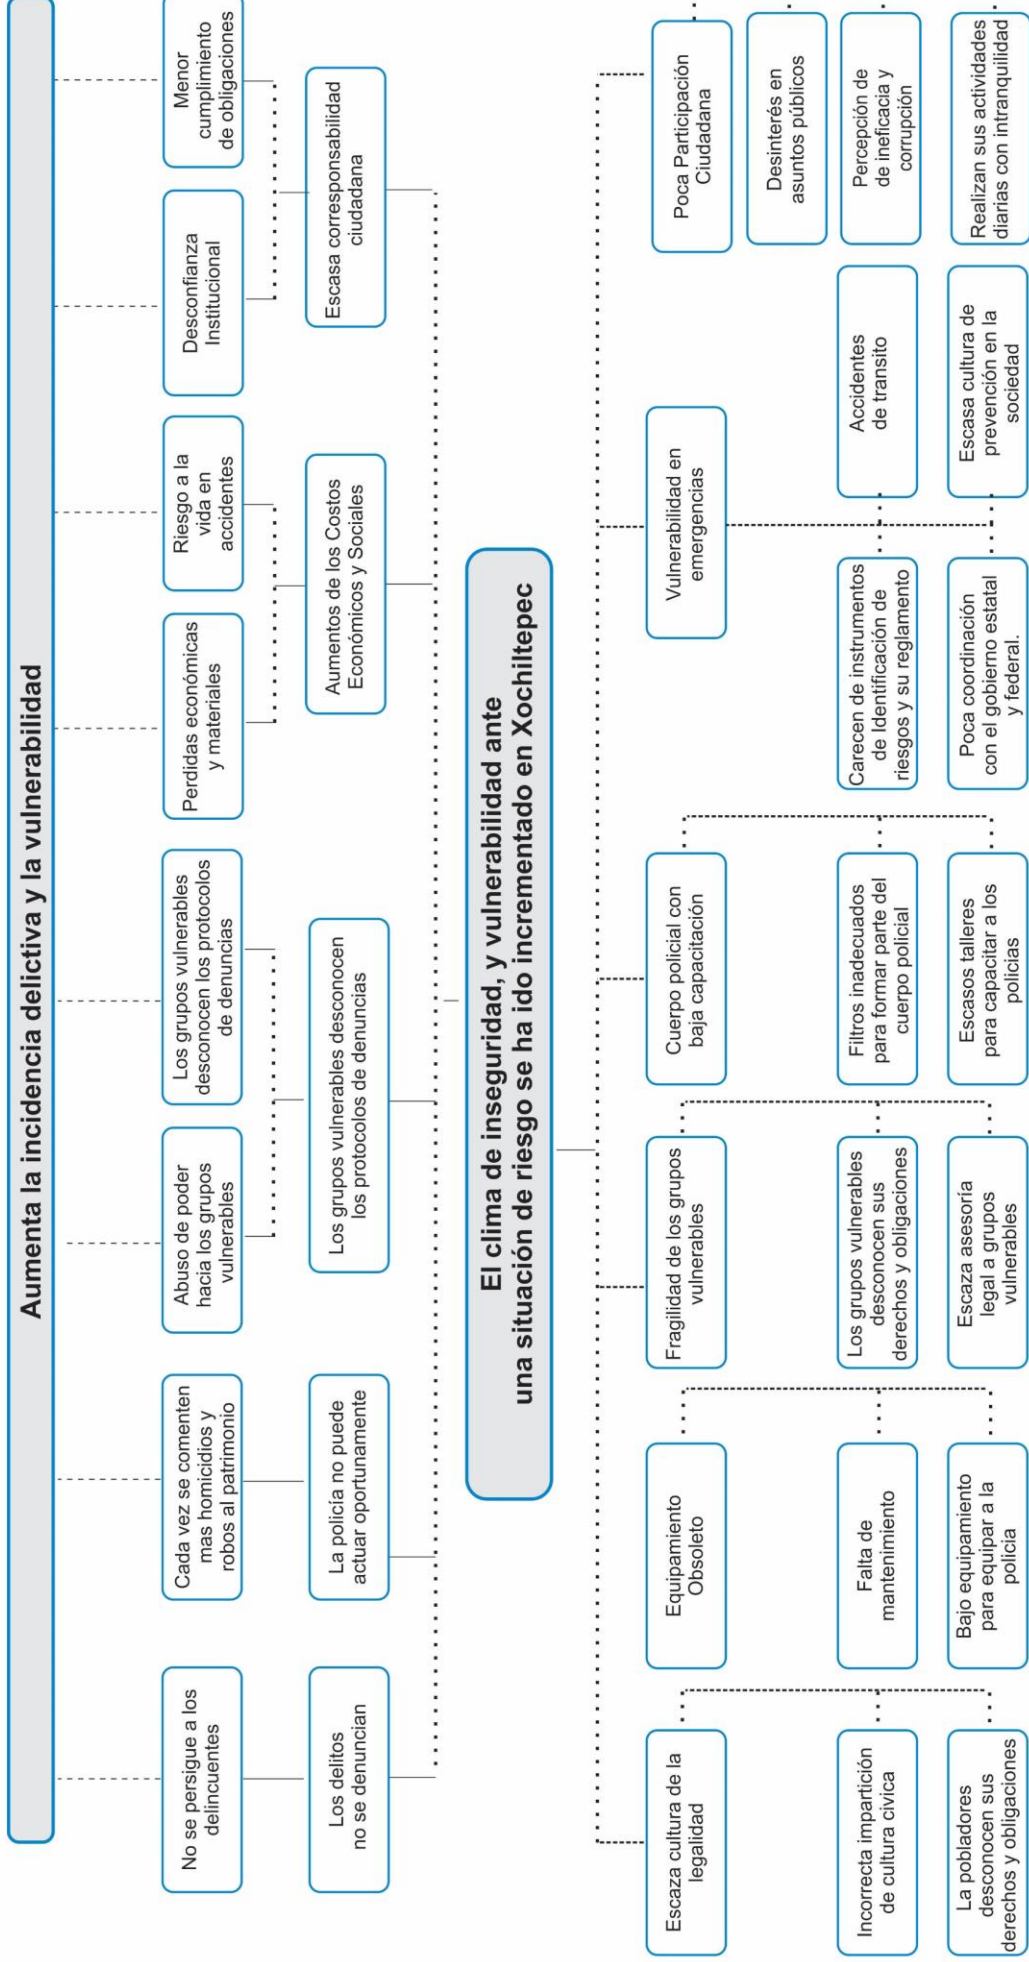 Aumenta la incidencia delictiva y la vulnerabilidad
No se persigue a los
delincuentes
Cada vez se comenten
mas homicidios y
robos al patrimonio
Abuso de poder
hacia los grupos
vulnerables
Los grupos vulnerables
desconocen los protocolos
de denuncias
Perdidas económicas
y materiales
Riesgo a la
vida en
accidentes
Desconfianza
Institucional
Menor
cumplimiento
de obligaciones
Los delitos
no se denuncian
La policía no puede
actuar oportunamente
Los grupos vulnerables desconocen
los protocolos de denuncias
Aumentos de los Costos
Económicos y Sociales
Escasa corresponsabilidad
ciudadana
El clima de inseguridad, y vulnerabilidad ante
una situación de riesgo se ha ido incrementado en Xochiltepec
Escaza cultura de la
legalidad
Equipamiento
Obsoleto
Fragilidad de los grupos
vulnerables
Cuerpo policial con
baja capacitación
Vulnerabilidad en
emergencias
Poca Participación
Ciudadana
Desinterés en
asuntos públicos
Incorrecta impartición
de cultura civica
Falta de
mantenimiento
Los grupos vulnerables
desconocen sus
derechos y obligaciones
Filtros inadecuados
para formar parte del
cuerpo policial
Carecen de instrumentos
de Identificación de
riesgos y su reglamento
Accidentes
de transito
Percepción de
de ineficacia y
corrupción
La pobladores
desconocen sus
derechos y obligaciones
Bajo equipamiento
para equipar a la
policia
Escaza asesoría
legal a grupos
vulnerables
Escasos talleres
para capacitar a los
policias
Poca coordinación
con el gobierno estatal
y federal.
Escasa cultura de
prevención en la
sociedad
Realizan sus actividades
diarias con intranquilidad